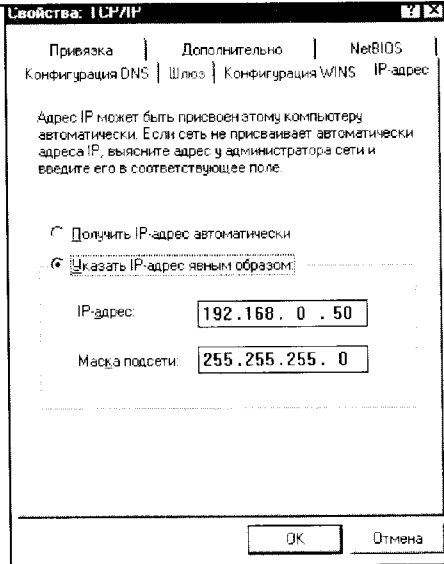 Свойства: TCP/IP
Привязка Дополнительно NetBIOS
Конфигурация DNS Шлюз Конфигурация WINS IP-адрес
Адрес IP может быть присвоен этому компьютеру
автоматически. Если сеть не присваивает автоматически
адреса IP, выясните адрес у администратора сети и
введите его в соответствующее поле.
Получить IP-адрес автоматически
Указать IP-адрес явным образом:
IP-адрес: 192.168. 0 .50
Маска подсети: 255.255.255. 0
OK Отмена